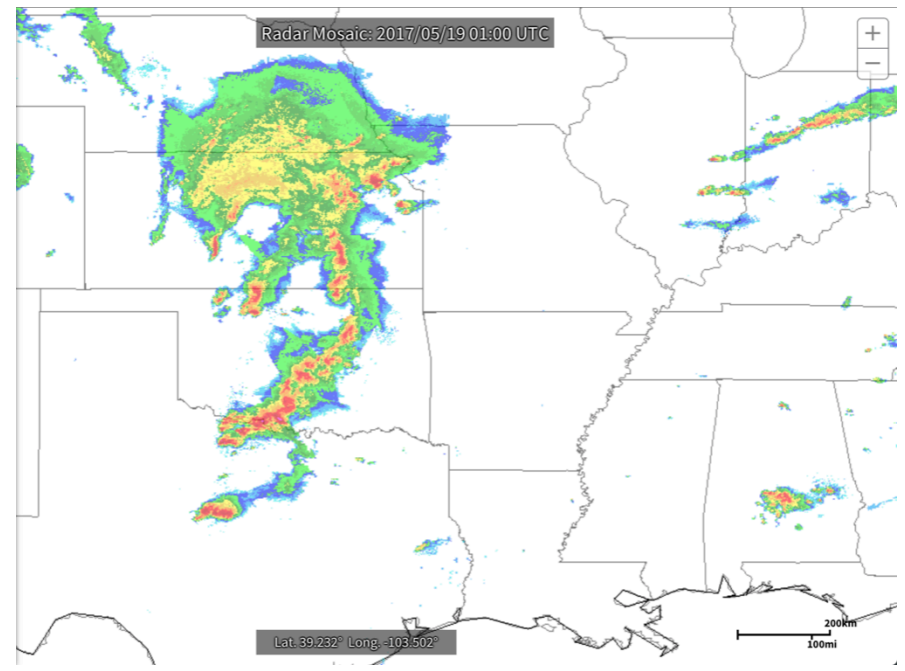 Radar Mosaic: 2017/05/19 01:00 UTC
+
−
Lat. 39.232° Long. -103.502°
200km
100mi